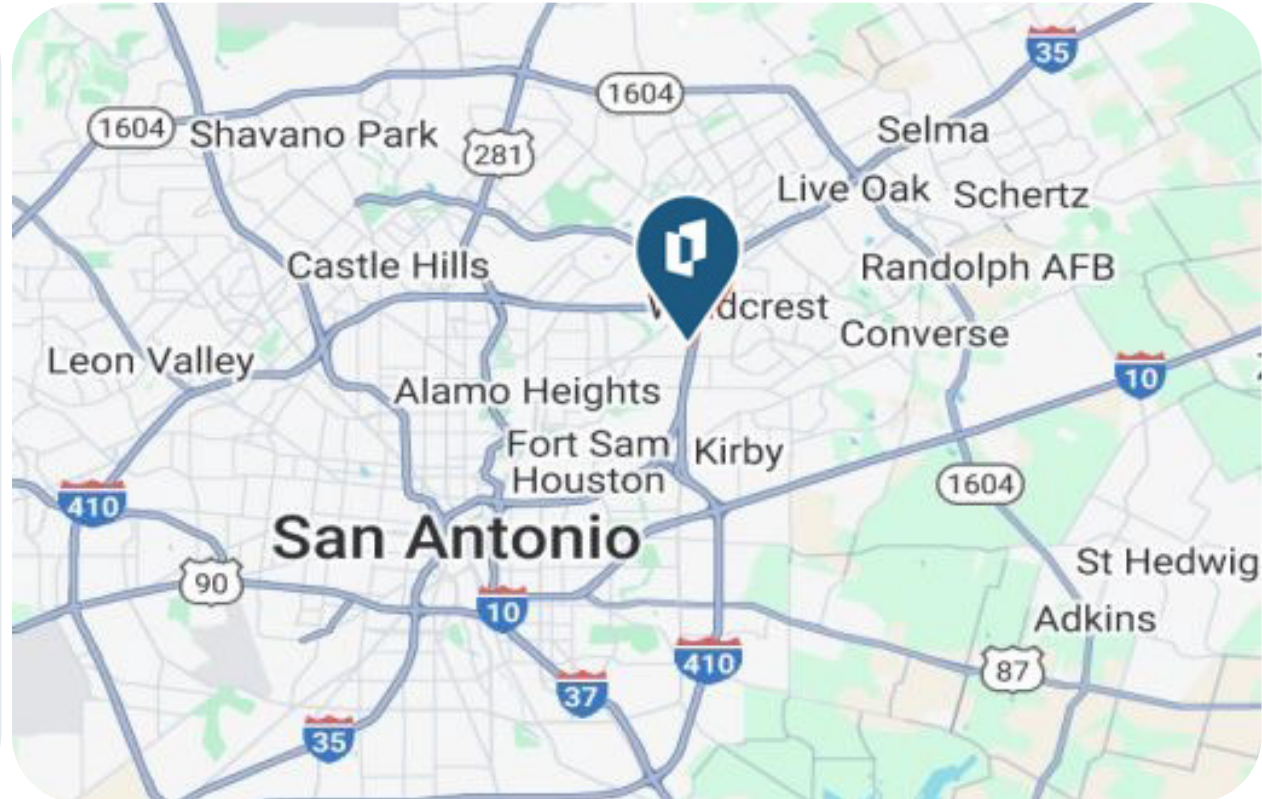 35
1604
1604
Shavano Park
281
Selma
Live Oak
Schertz
Castle Hills
Randolph AFB
Converse
Leon Valley
10
Alamo Heights
Fort Sam
Houston
Kirby
410
1604
San Antonio
90
St Hedwig
10
Adkins
410
87
37
35